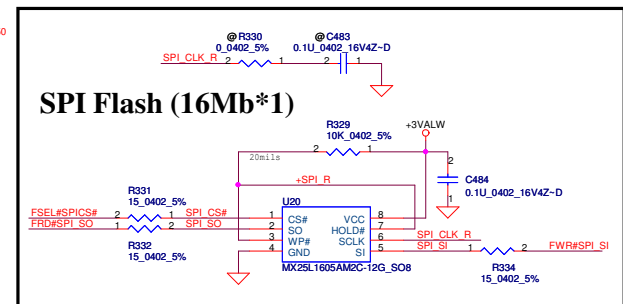 @ R330
@ C483
0_0402_5%
0.1U_0402_16V4Z~D
SPI_CLK_R 2 1 1 2
SPI Flash (16Mb*1)
R329
10K_0402_5%
+3VALW
2 1
20mils
2
C484
0.1U_0402_16V4Z~D
1
+SPI_R
R331
15_0402_5%
U20
FSEL#SPICS# 2 1 SPI_CS# 1 CS# VCC 8
FRD#SPI_SO 1 2 SPI_SO 2 SO HOLD# 7
3 WP# SCLK 6 SPI_CLK_R
4 GND SI 5 SPI_SI 1 2 FWR#SPI_SI
R332
15_0402_5%
MX25L1605AM2C-12G_SO8
R334
15_0402_5%